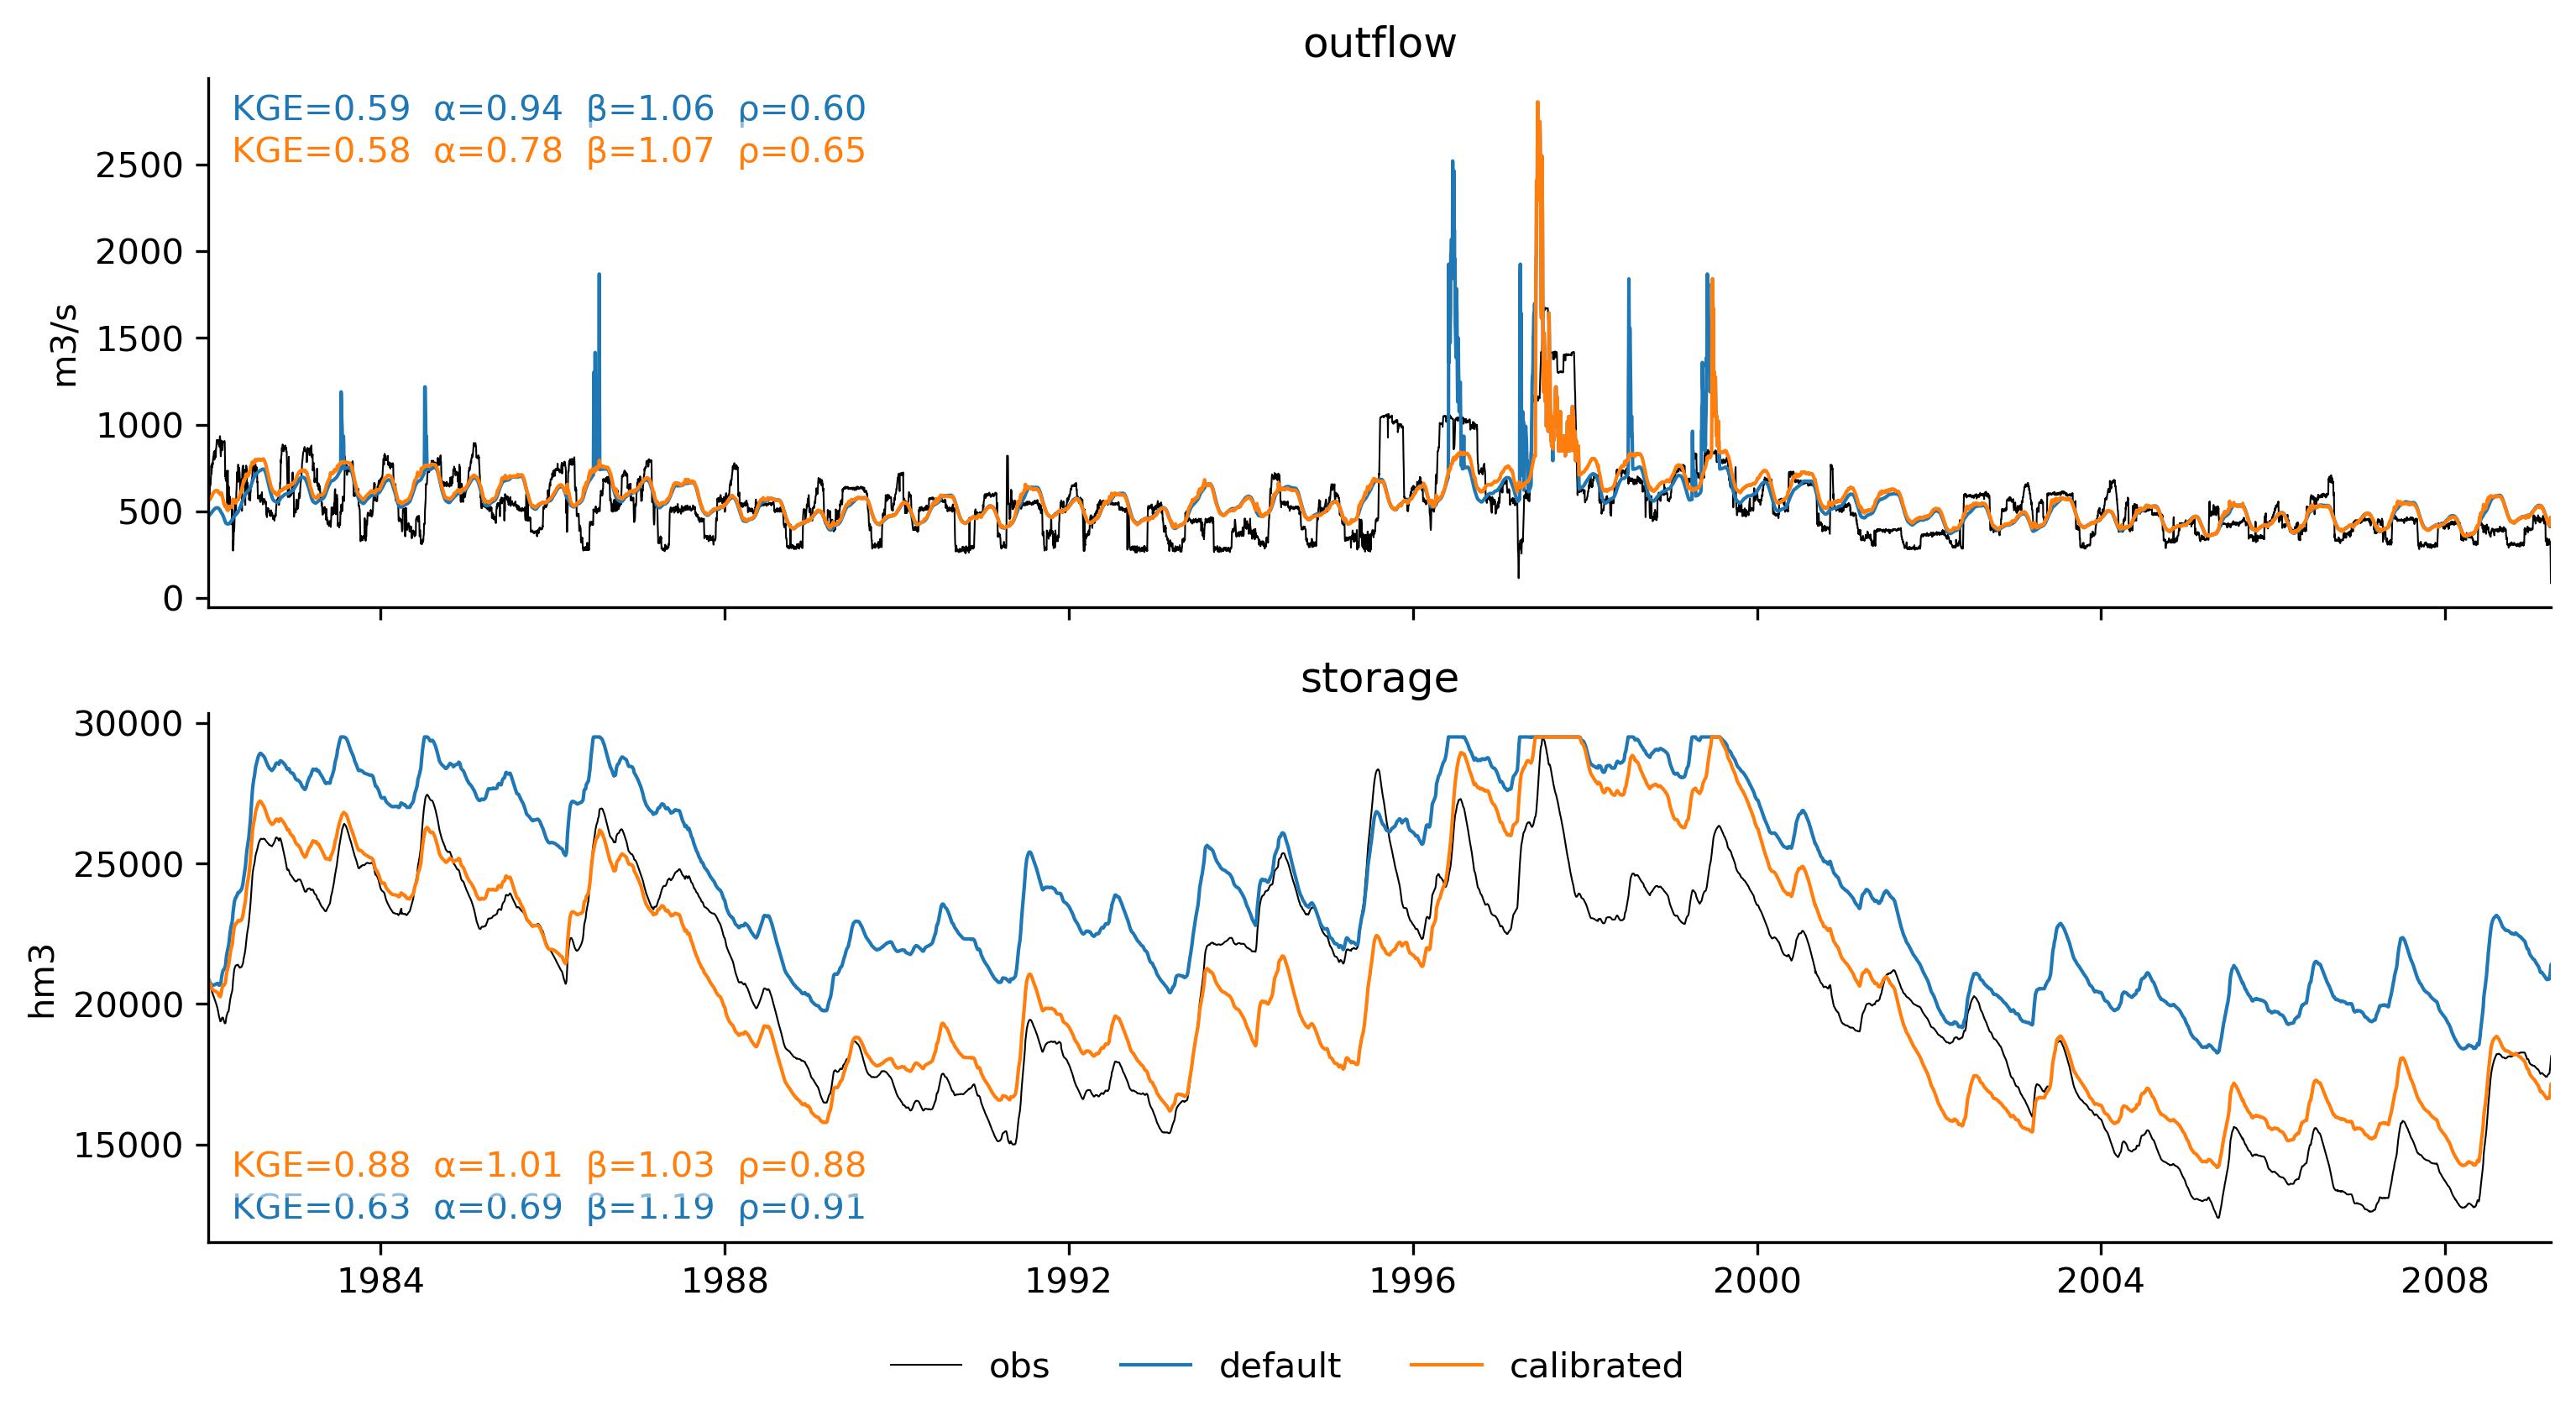 outflow
KGE=0.59 α=0.94 β=1.06 ρ=0.60
KGE=0.58 α=0.78 β=1.07 ρ=0.65
m3/s
2500
2000
1500
1000
500
0
storage
hm3
30000
25000
20000
15000
KGE=0.88 α=1.01 β=1.03 ρ=0.88
KGE=0.63 α=0.69 β=1.19 ρ=0.91
1984 1988 1992 1996 2000 2004 2008
obs default calibrated